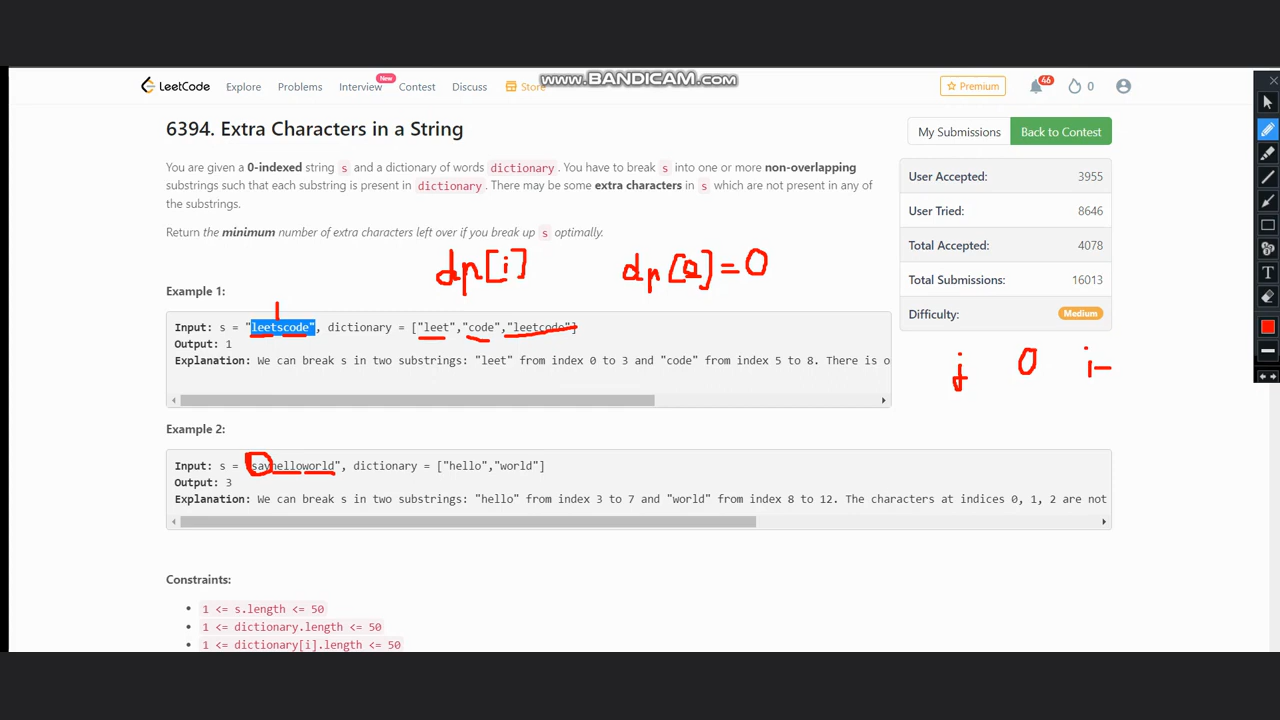 www.BANDICAM.com
LeetCode Explore Problems Interview New Contest Discuss Store Premium 46 0
6394. Extra Characters in a String
My Submissions Back to Contest
You are given a 0-indexed string s and a dictionary of words dictionary. You have to break s into one or more non-overlapping
substrings such that each substring is present in dictionary. There may be some extra characters in s which are not present in any of
the substrings.
Return the minimum number of extra characters left over if you break up s optimally.
User Accepted: 3955
User Tried: 8646
Total Accepted: 4078
Total Submissions: 16013
Difficulty: Medium
dp[i] dp[0]=0
Example 1:
Input: s = "leetscode", dictionary = ["leet","code","leetcode"]
Output: 1
Explanation: We can break s in two substrings: "leet" from index 0 to 3 and "code" from index 5 to 8. There is o
j 0 i-
Example 2:
Input: s = "sayhelloworld", dictionary = ["hello","world"]
Output: 3
Explanation: We can break s in two substrings: "hello" from index 3 to 7 and "world" from index 8 to 12. The characters at indices 0, 1, 2 are not
Constraints:
1 <= s.length <= 50
1 <= dictionary.length <= 50
1 <= dictionary[i].length <= 50